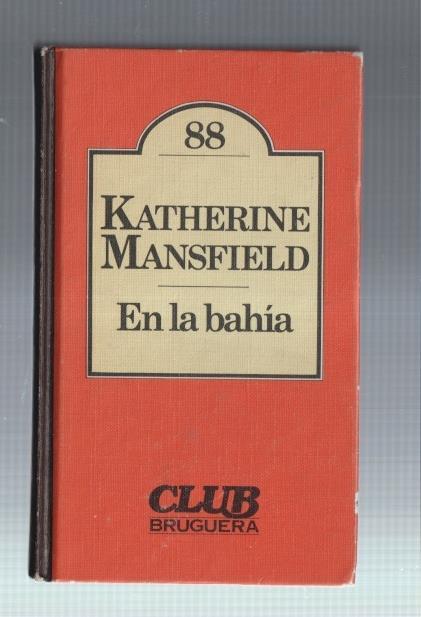 88
KATHERINE
MANSFIELD
En la bahía
CLUB
BRUGUERA